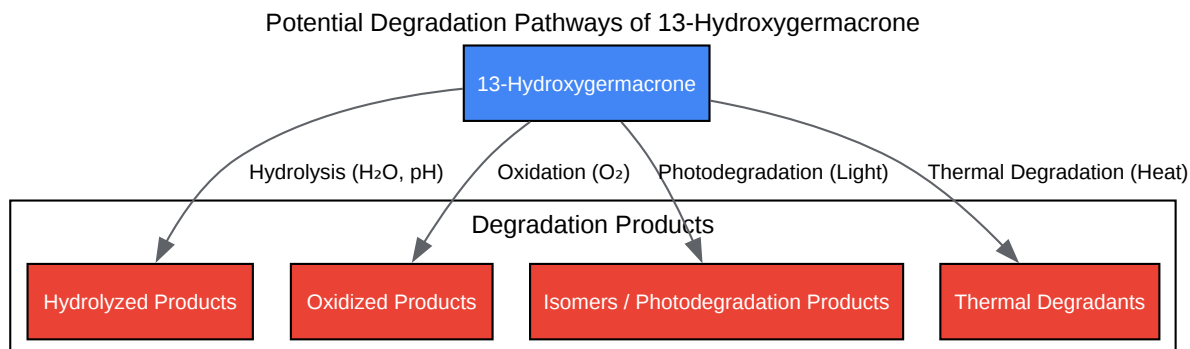 Potential Degradation Pathways of 13-Hydroxygermacrone
13-Hydroxygermacrone
Hydrolysis (H₂O, pH)
Oxidation (O₂)
Photodegradation (Light)
Thermal Degradation (Heat)
Degradation Products
Hydrolyzed Products
Oxidized Products
Isomers / Photodegradation Products
Thermal Degradants